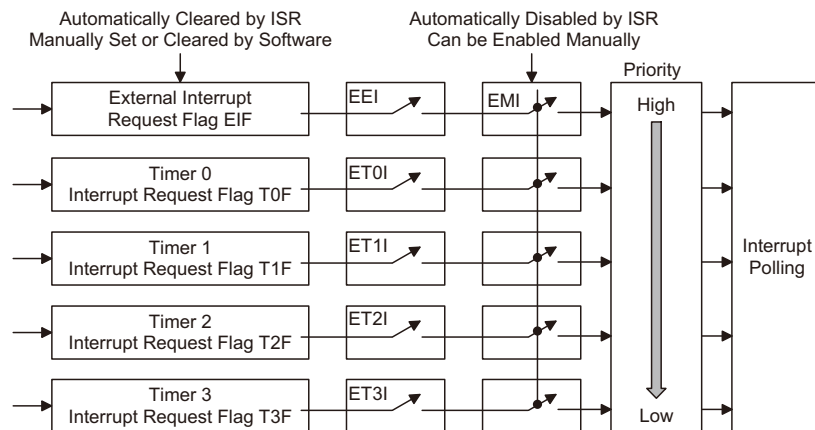 Automatically Cleared by ISR
Manually Set or Cleared by Software
Automatically Disabled by ISR
Can be Enabled Manually
Priority
External Interrupt
Request Flag EIF
EEI
EMI
High
Timer 0
Interrupt Request Flag T0F
ET0I
Timer 1
Interrupt Request Flag T1F
ET1I
Interrupt
Polling
Timer 2
Interrupt Request Flag T2F
ET2I
Timer 3
Interrupt Request Flag T3F
ET3I
Low